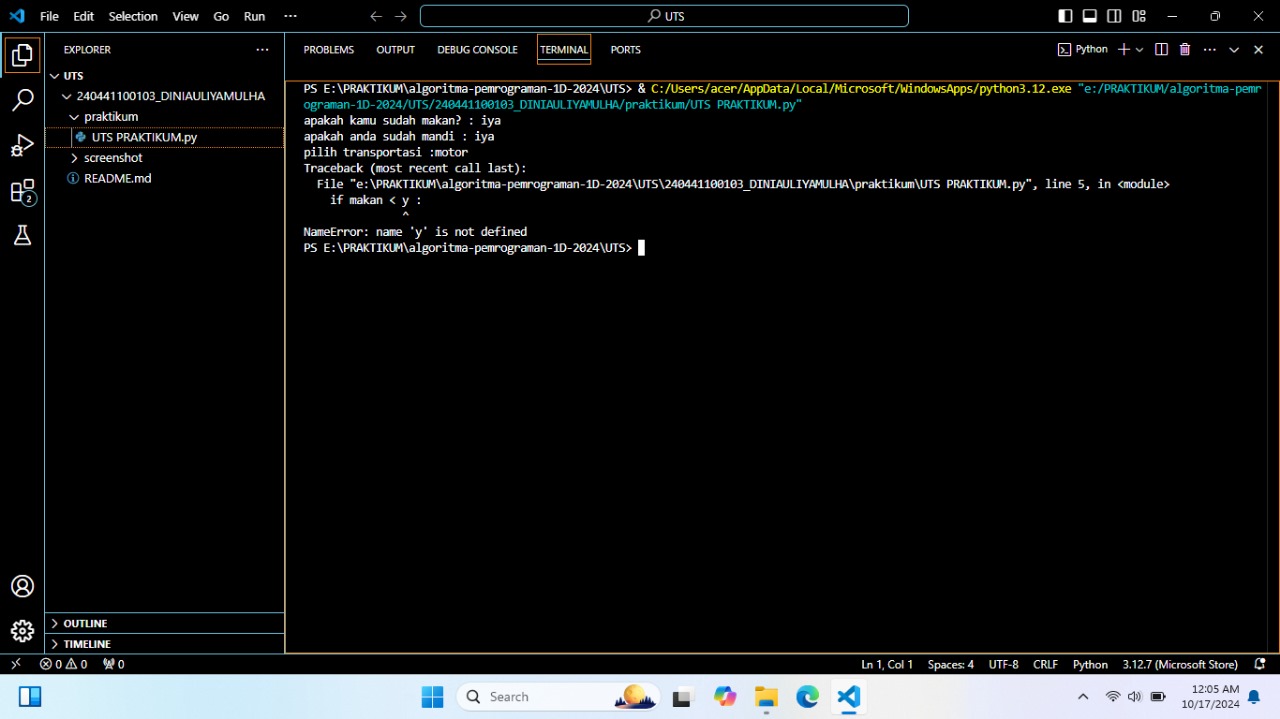 File Edit Selection View Go Run ··· UTS
EXPLORER ···
PROBLEMS OUTPUT DEBUG CONSOLE TERMINAL PORTS Python
UTS
240441100103_DINIAULIYAMULHA
praktikum
UTS PRAKTIKUM.py
screenshot
README.md
2
PS E:\PRAKTIKUM\algoritma-pemrograman-1D-2024\UTS> & C:/Users/acer/AppData/Local/Microsoft/WindowsApps/python3.12.exe "e:/PRAKTIKUM/algoritma-pemr
ograman-1D-2024/UTS/240441100103_DINIAULIYAMULHA/praktikum/UTS PRAKTIKUM.py"
apakah kamu sudah makan? : iya
apakah anda sudah mandi : iya
pilih transportasi :motor
Traceback (most recent call last):
File "e:\PRAKTIKUM\algoritma-pemrograman-1D-2024\UTS\240441100103_DINIAULIYAMULHA\praktikum\UTS PRAKTIKUM.py", line 5, in <module>
if makan < y :
^
NameError: name 'y' is not defined
PS E:\PRAKTIKUM\algoritma-pemrograman-1D-2024\UTS>
OUTLINE
TIMELINE
0 0 0 Ln 1, Col 1 Spaces: 4 UTF-8 CRLF Python 3.12.7 (Microsoft Store)
Search
12:05 AM
10/17/2024